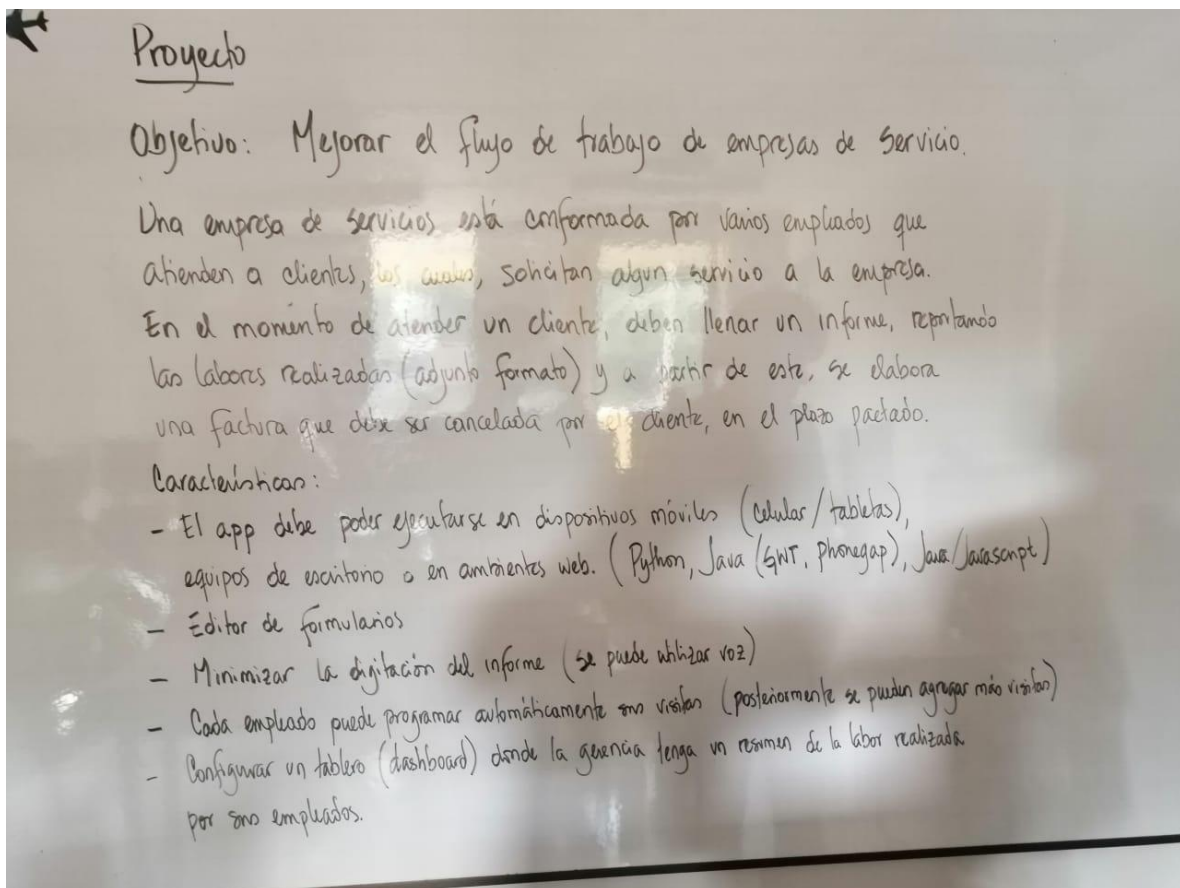 Proyecto
Objetivo: Mejorar el flujo de trabajo de empresas de servicio.
Una empresa de servicios está conformada por varios empleados que
atienden a clientes, los cuales, solicitan algun servicio a la empresa.
En el momento de atender un cliente, deben llenar un informe, reportando
las labores realizadas (adjunto formato) y a partir de este, se elabora
una factura que debe ser cancelada por el cliente, en el plazo pactado.
Características:
- El app debe poder ejecutarse en dispositivos móviles (celular/tabletas),
equipos de escritorio o en ambientes web. (Python, Java (GWT, Phonegap), Java/Javascript)
- Editor de formularios
- Minimizar la digitación del informe (se puede utilizar voz)
- Cada empleado puede programar automáticamente sus visitas (posteriormente se pueden agregar más visitas)
- Configurar un tablero (dashboard) donde la gerencia tenga un resumen de la labor realizada
por sus empleados.